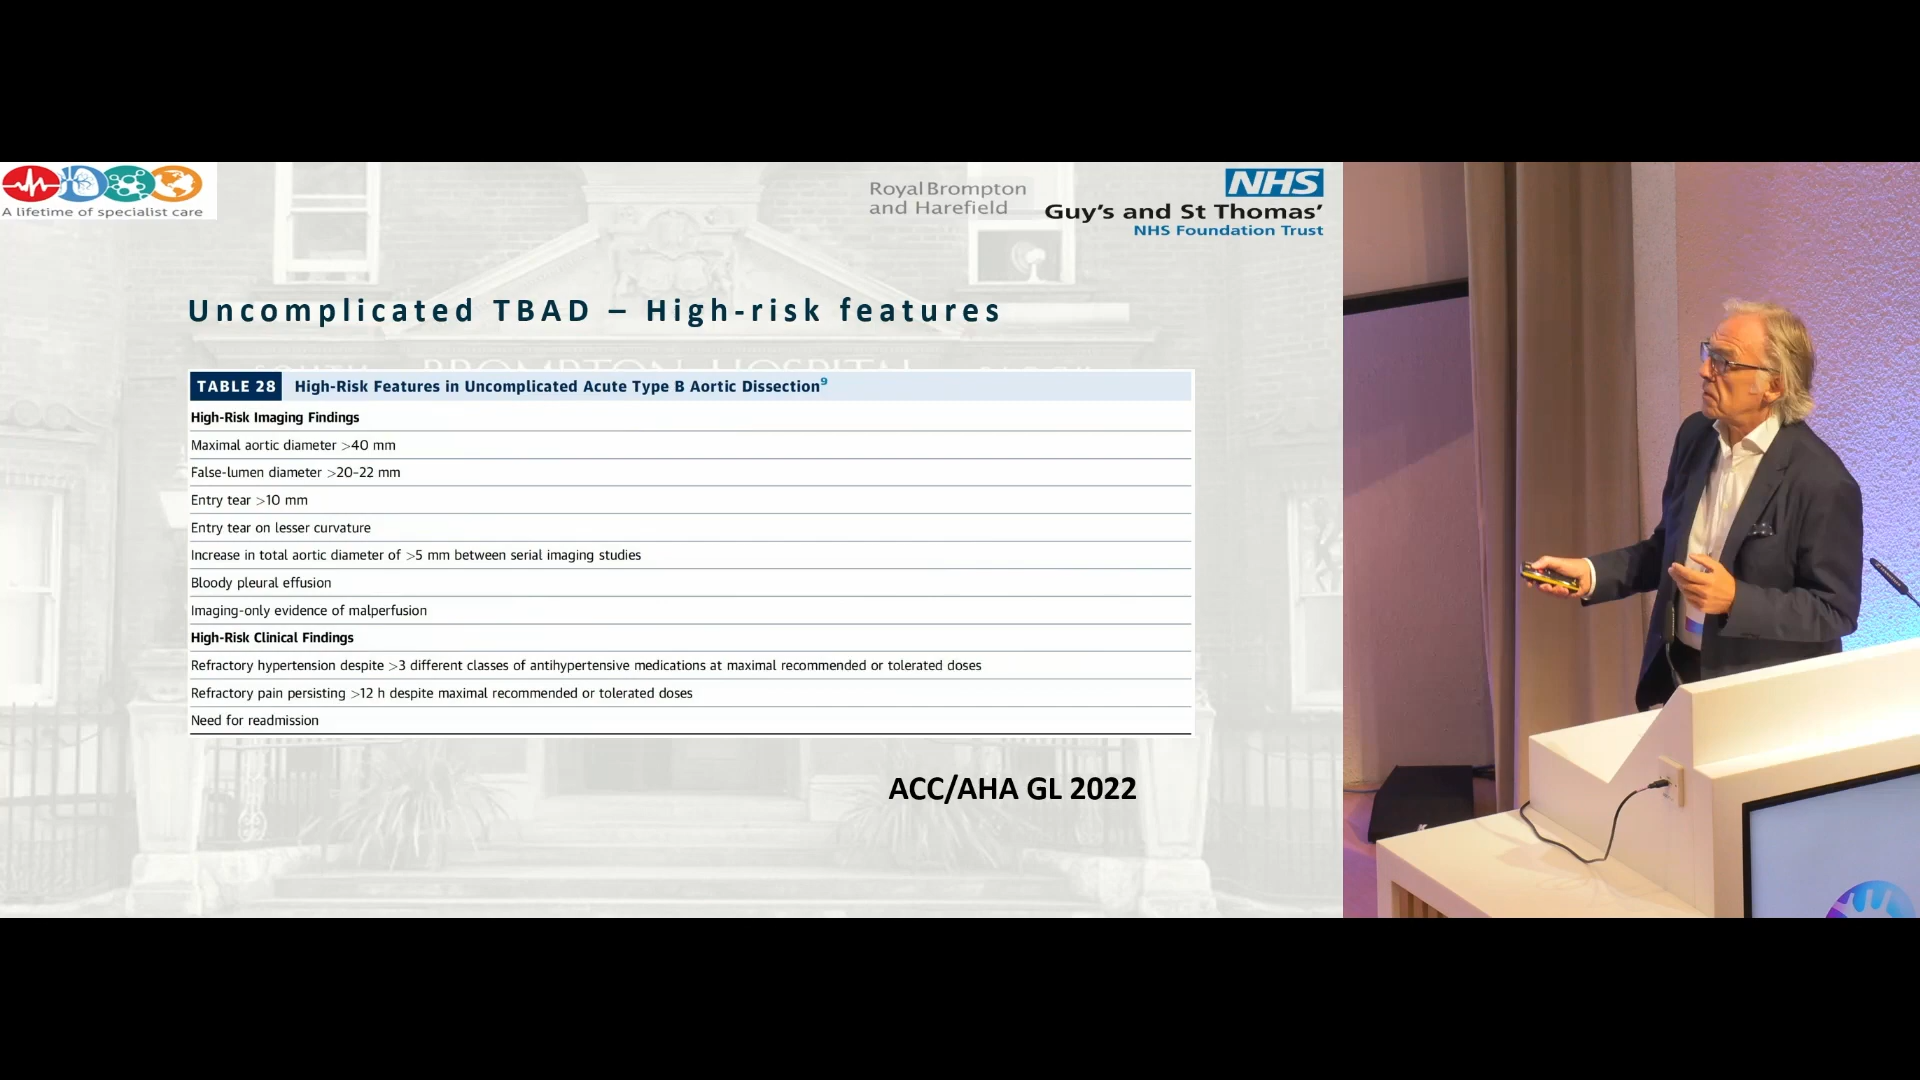 A lifetime of specialist care
Royal Brompton
and Harefield
NHS
Guy's and St Thomas'
NHS Foundation Trust
Uncomplicated TBAD – High-risk features
BROMPTON HOSPITAL
TABLE 28 High-Risk Features in Uncomplicated Acute Type B Aortic Dissection⁹
High-Risk Imaging Findings
Maximal aortic diameter >40 mm
False-lumen diameter >20-22 mm
Entry tear >10 mm
Entry tear on lesser curvature
Increase in total aortic diameter of >5 mm between serial imaging studies
Bloody pleural effusion
Imaging-only evidence of malperfusion
High-Risk Clinical Findings
Refractory hypertension despite >3 different classes of antihypertensive medications at maximal recommended or tolerated doses
Refractory pain persisting >12 h despite maximal recommended or tolerated doses
Need for readmission
ACC/AHA GL 2022